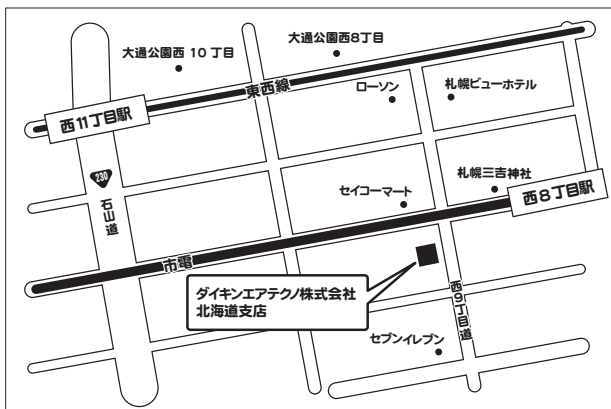 大通公園西 10 丁目
大通公園西8丁目
東西線
ローソン
札幌ビューホテル
西11丁目駅
230
石山道
セイコーマート
札幌三吉神社
西8丁目駅
市電
ダイキンエアテクノ株式会社
北海道支店
西9丁目道
セブンイレブン